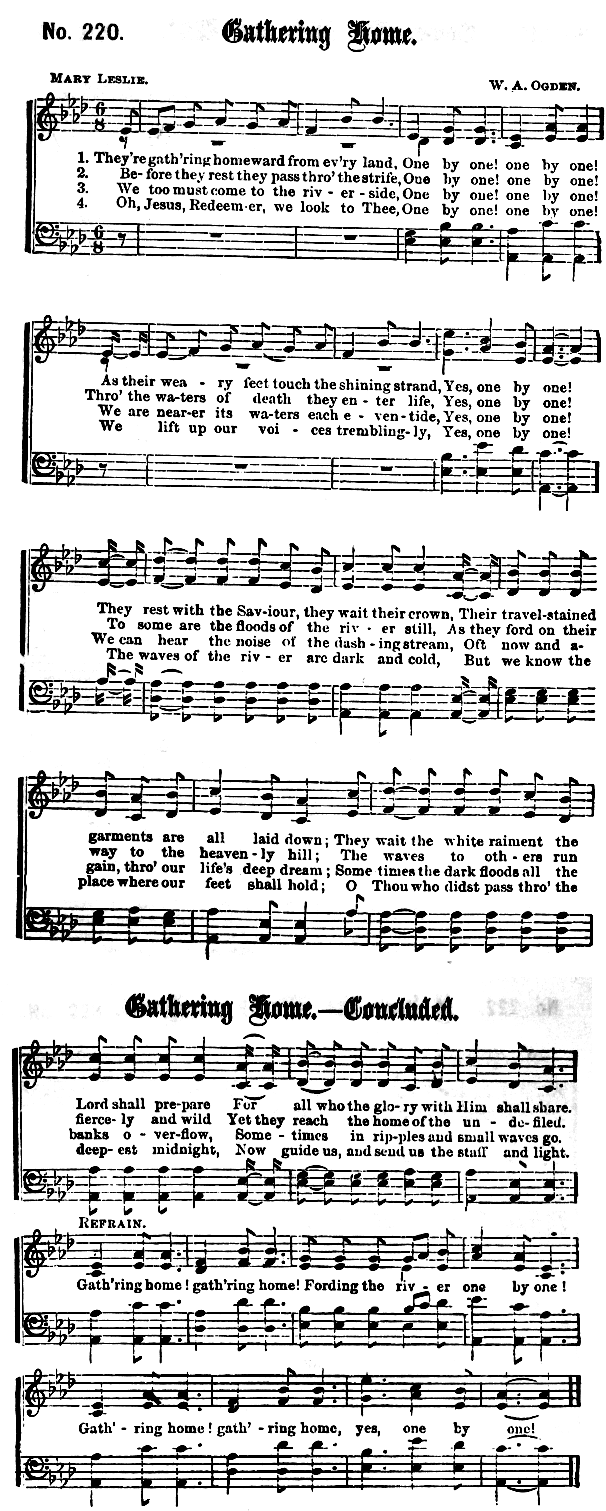 No. 220.
Gathering Home.
MARY LESLIE.
W. A. OGDEN.
1. They're gath'ring homeward from ev'ry land, One by one! one by one!
2. Be-fore they rest they pass thro' the strife, One by one! one by one!
3. We too must come to the riv - er - side, One by one! one by one!
4. Oh, Jesus, Redeem-er, we look to Thee, One by one! one by one!
As their wea - ry feet touch the shining strand, Yes, one by one!
Thro' the wa-ters of death they en - ter life, Yes, one by one!
We are near-er its wa-ters each e - ven-tide, Yes, one by one!
We lift up our voi - ces trembling-ly, Yes, one by one!
They rest with the Sav-iour, they wait their crown, Their travel-stained
To some are the floods of the riv - er still, As they ford on their
We can hear the noise of the dash-ing stream, Oft now and a-
The waves of the riv - er are dark and cold, But we know the
garments are all laid down; They wait the white raiment the
way to the heaven-ly hill; The waves to oth-ers run
gain, thro' our life's deep dream; Some times the dark floods all the
place where our feet shall hold; O Thou who didst pass thro' the
Gathering Home.—Concluded.
Lord shall pre-pare For all who the glo-ry with Him shall share.
fierce-ly and wild Yet they reach the home of the un - de-filed.
banks o - ver-flow, Some-times in rip-ples and small waves go.
deep-est midnight, Now guide us, and send us the staff and light.
REFRAIN.
Gath'ring home! gath'ring home! Fording the riv - er one by one!
Gath' - ring home! gath' - ring home, yes, one by one!